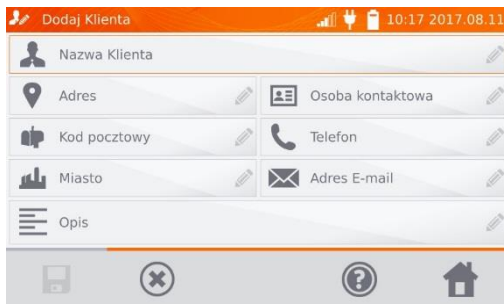 Dodaj Klienta 10:17 2017.08.11
Nazwa Klienta
Adres
Osoba kontaktowa
Kod pocztowy
Telefon
Miasto
Adres E-mail
Opis